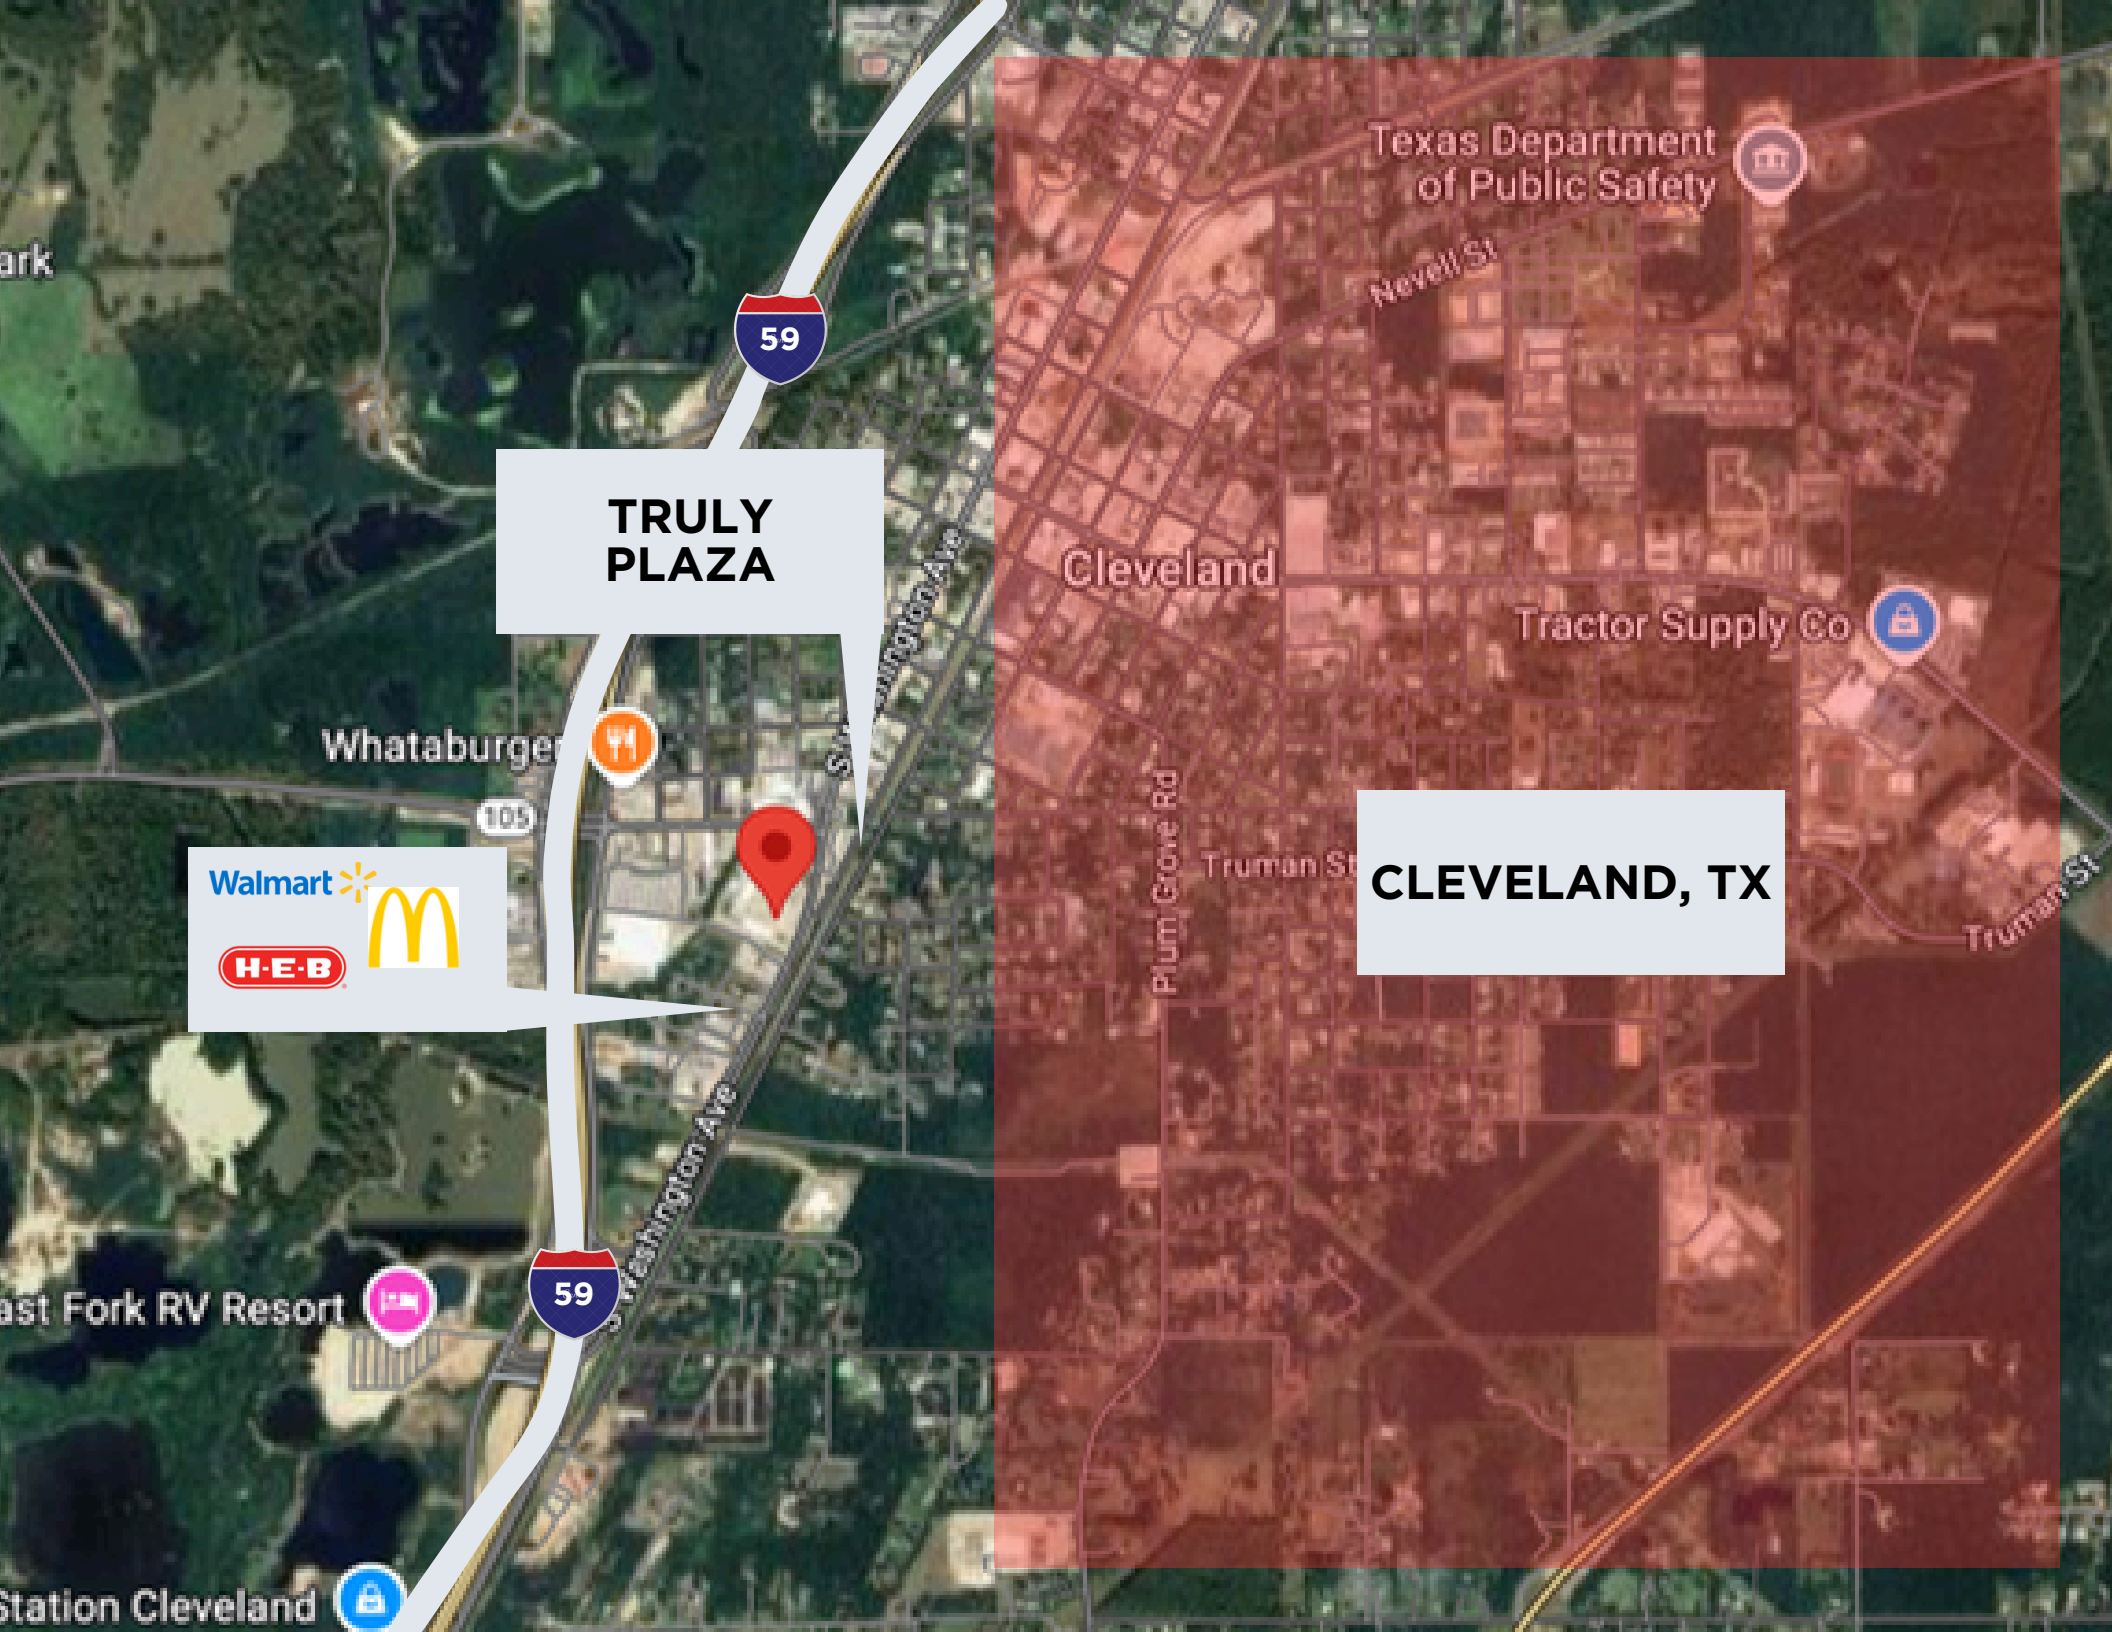 Texas Department
of Public Safety
Nevell St
ark
59
TRULY
PLAZA
Cleveland
Tractor Supply Co
Whataburger
105
Plum Grove Rd
Truman St
CLEVELAND, TX
Truman St
Walmart
H-E-B
S Washington Ave
ast Fork RV Resort
59
Station Cleveland